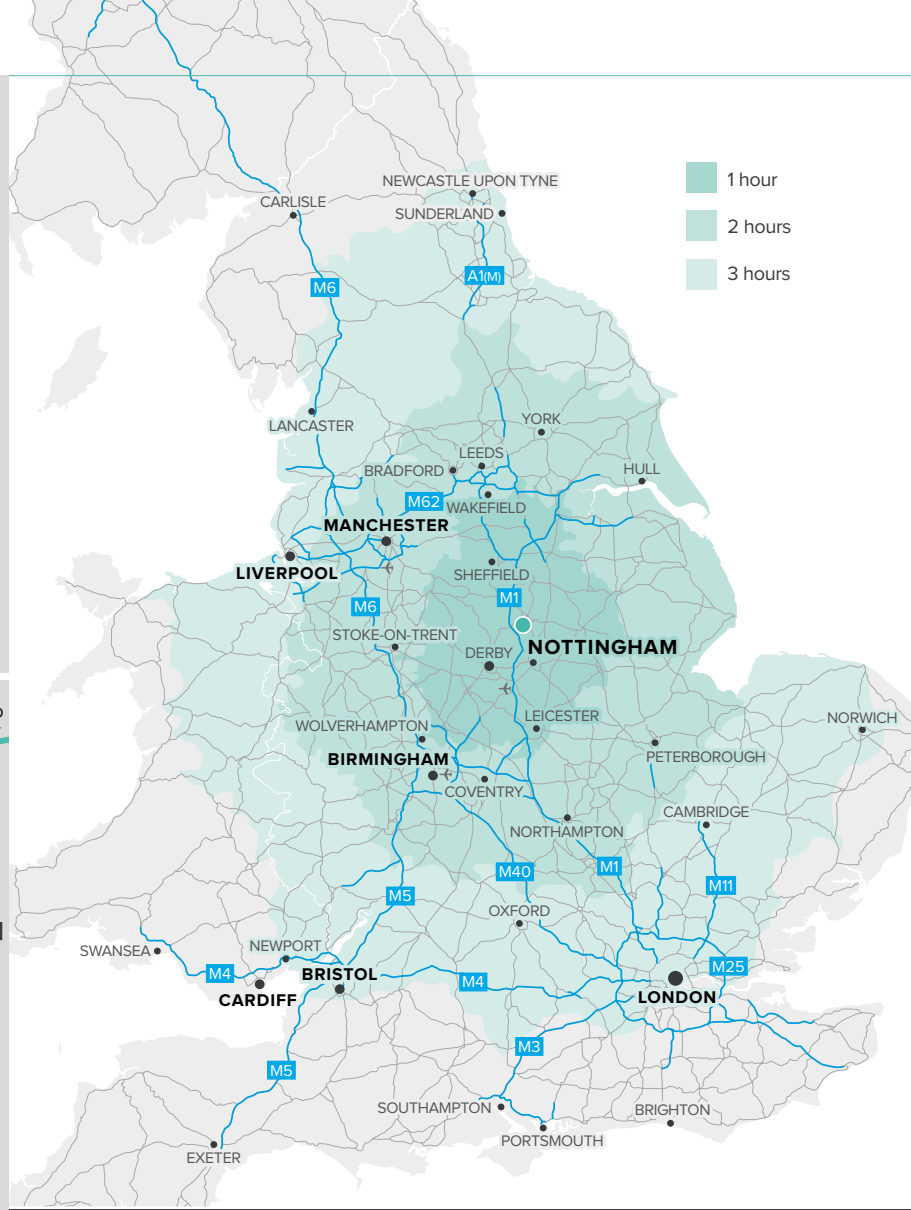 NEWCASTLE UPON TYNE
1 hour
CARLISLE
SUNDERLAND
2 hours
3 hours
M6
A1(M)
LANCASTER
YORK
LEEDS
BRADFORD
HULL
M62
WAKEFIELD
MANCHESTER
LIVERPOOL
SHEFFIELD
M6
M1
STOKE-ON-TRENT
DERBY
NOTTINGHAM
WOLVERHAMPTON
LEICESTER
NORWICH
BIRMINGHAM
PETERBOROUGH
COVENTRY
CAMBRIDGE
NORTHAMPTON
M40
M1
M5
M11
OXFORD
SWANSEA
NEWPORT
M4
BRISTOL
M4
M25
CARDIFF
LONDON
M3
M5
SOUTHAMPTON
BRIGHTON
PORTSMOUTH
EXETER